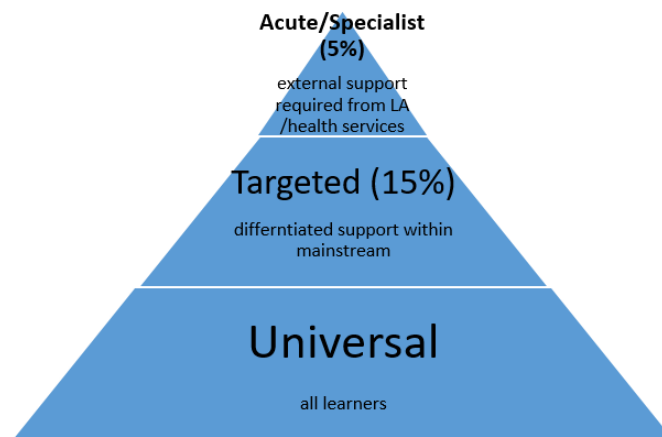 Acute/Specialist
(5%)
external support
required from LA
/health services
Targeted (15%)
differntiated support within
mainstream
Universal
all learners